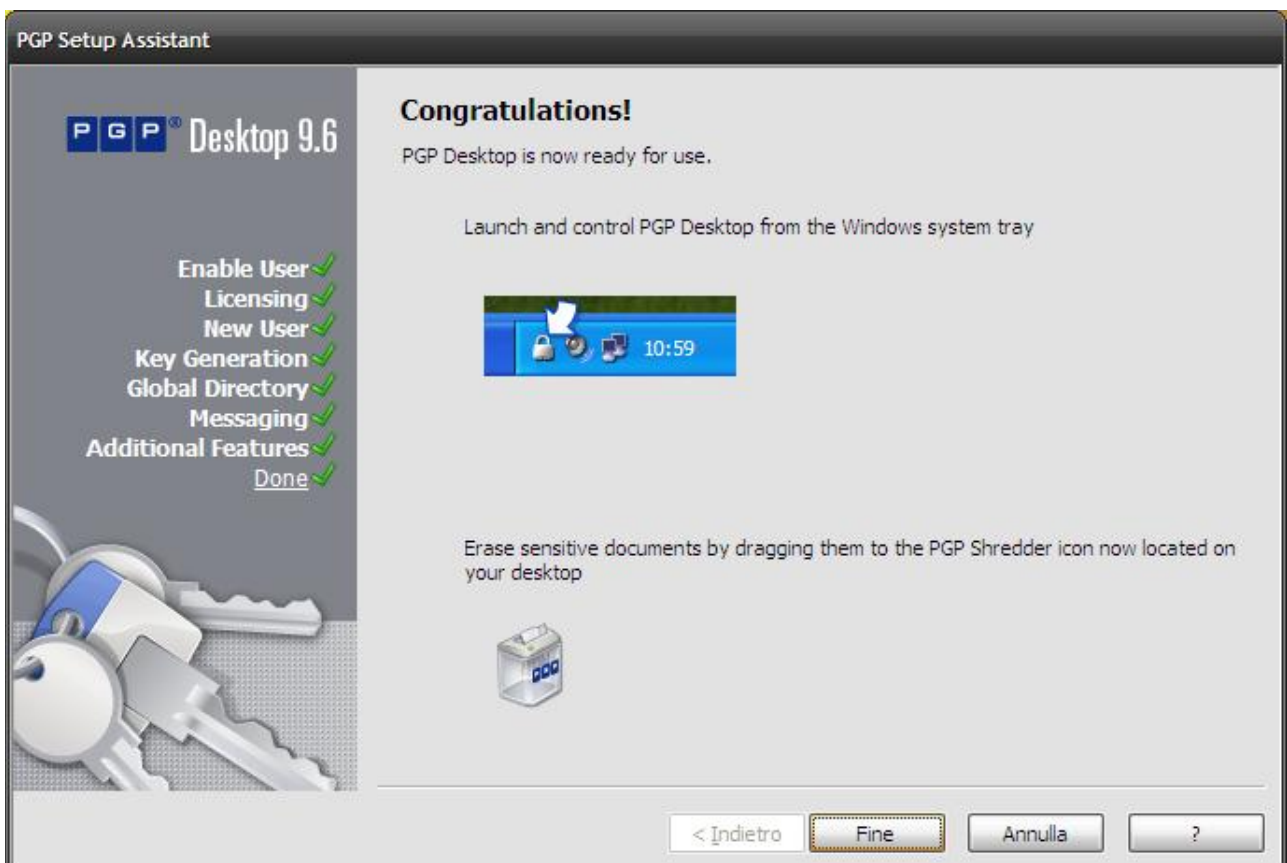 PGP Setup Assistant
PGP® Desktop 9.6
Enable User
Licensing
New User
Key Generation
Global Directory
Messaging
Additional Features
Done
Congratulations!
PGP Desktop is now ready for use.
Launch and control PGP Desktop from the Windows system tray
10:59
Erase sensitive documents by dragging them to the PGP Shredder icon now located on
your desktop
PGP
< Indietro
Fine
Annulla
?